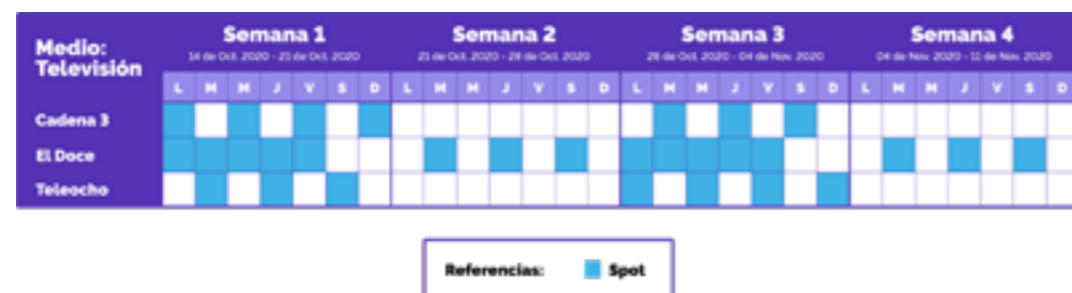 Medio:
Televisión
Semana 1
14 de Oct. 2020 - 21 de Oct. 2020
Semana 2
21 de Oct. 2020 - 28 de Oct. 2020
Semana 3
28 de Oct. 2020 - 04 de Nov. 2020
Semana 4
04 de Nov. 2020 - 11 de Nov. 2020
L M M J V S D L M M J V S D L M M J V S D L M M J V S D
Cadena 3
El Doce
Teleocho
Referencias: Spot